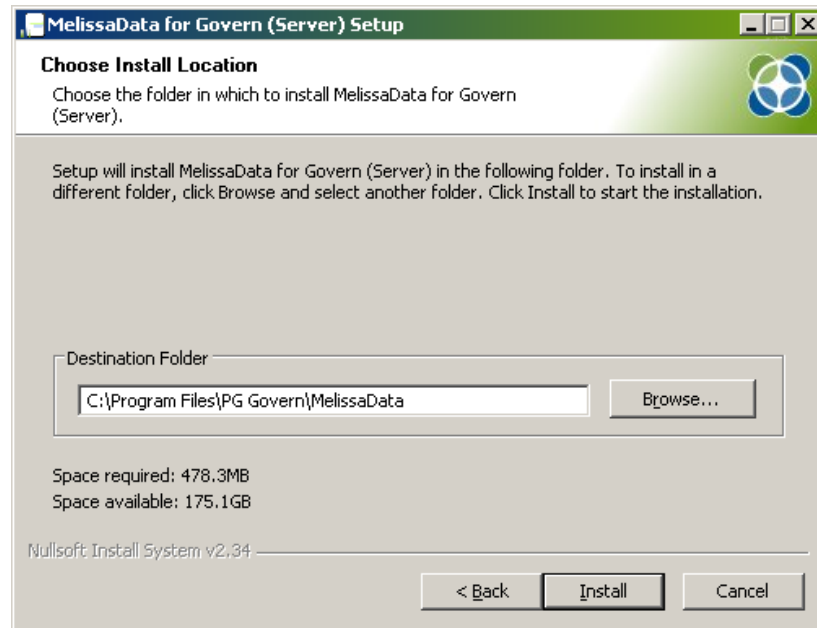 MelissaData for Govern (Server) Setup
Choose Install Location
Choose the folder in which to install MelissaData for Govern
(Server).
Setup will install MelissaData for Govern (Server) in the following folder. To install in a
different folder, click Browse and select another folder. Click Install to start the installation.
Destination Folder
C:\Program Files\PG Govern\MelissaData
Browse...
Space required: 478.3MB
Space available: 175.1GB
Nullsoft Install System v2.34
< Back
Install
Cancel